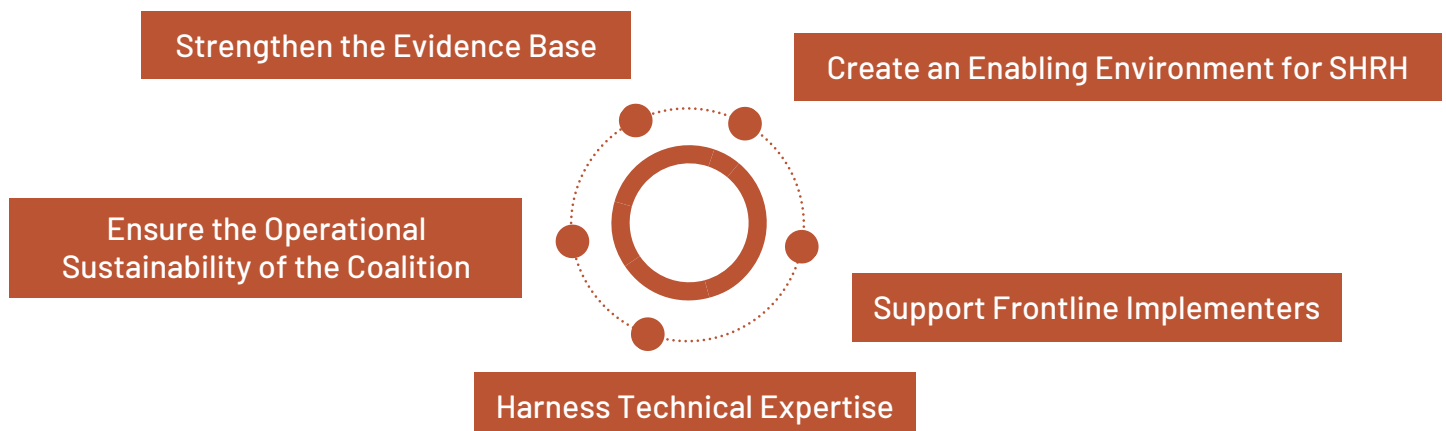 Strengthen the Evidence Base
Create an Enabling Environment for SHRH
Ensure the Operational
Sustainability of the Coalition
Support Frontline Implementers
Harness Technical Expertise